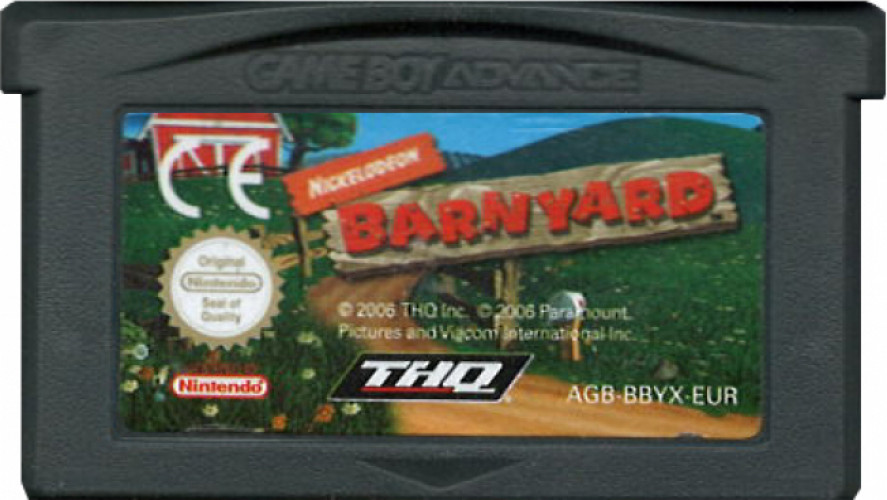 GAME BOY ADVANCE
CE
NICKELODEON
BARNYARD
Original
Nintendo
Seal of
Quality
© 2006 THQ Inc. © 2006 Paramount
Pictures and Viacom International Inc.
Nintendo
THQ
AGB-BBYX-EUR